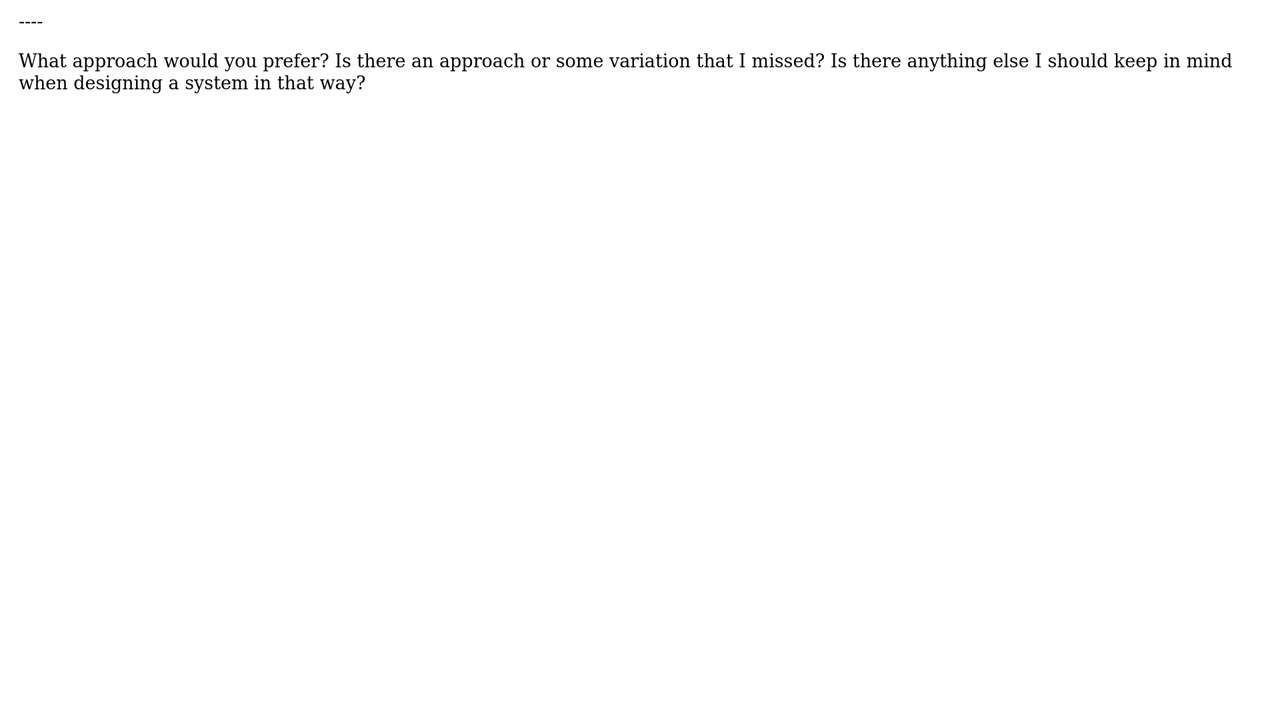 ----
What approach would you prefer? Is there an approach or some variation that I missed? Is there anything else I should keep in mind
when designing a system in that way?